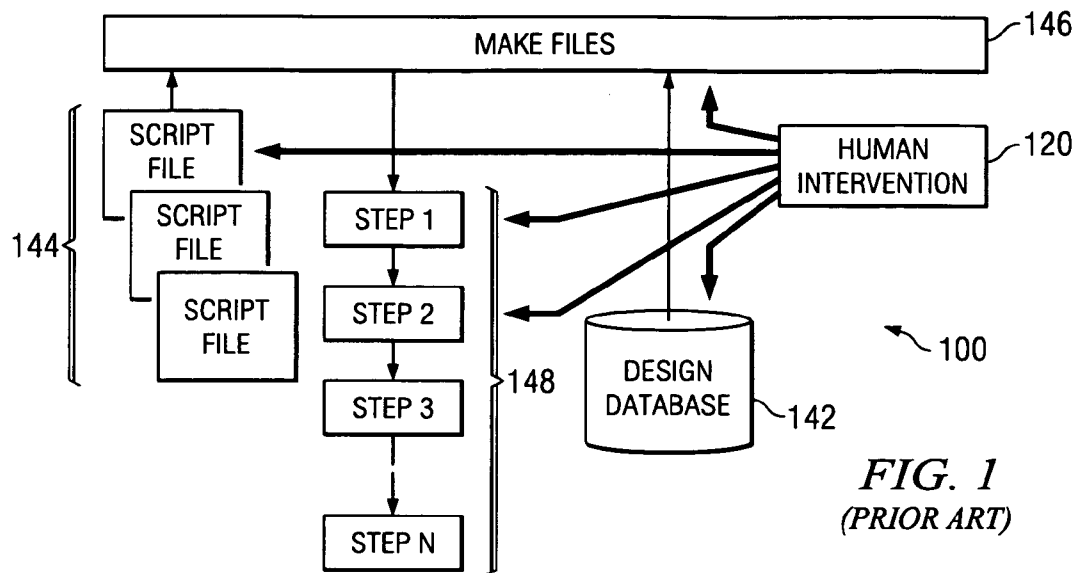 MAKE FILES
146
SCRIPT
FILE
SCRIPT
FILE
SCRIPT
FILE
144
STEP 1
STEP 2
STEP 3
STEP N
148
HUMAN
INTERVENTION
120
DESIGN
DATABASE
142
100
FIG. 1
(PRIOR ART)